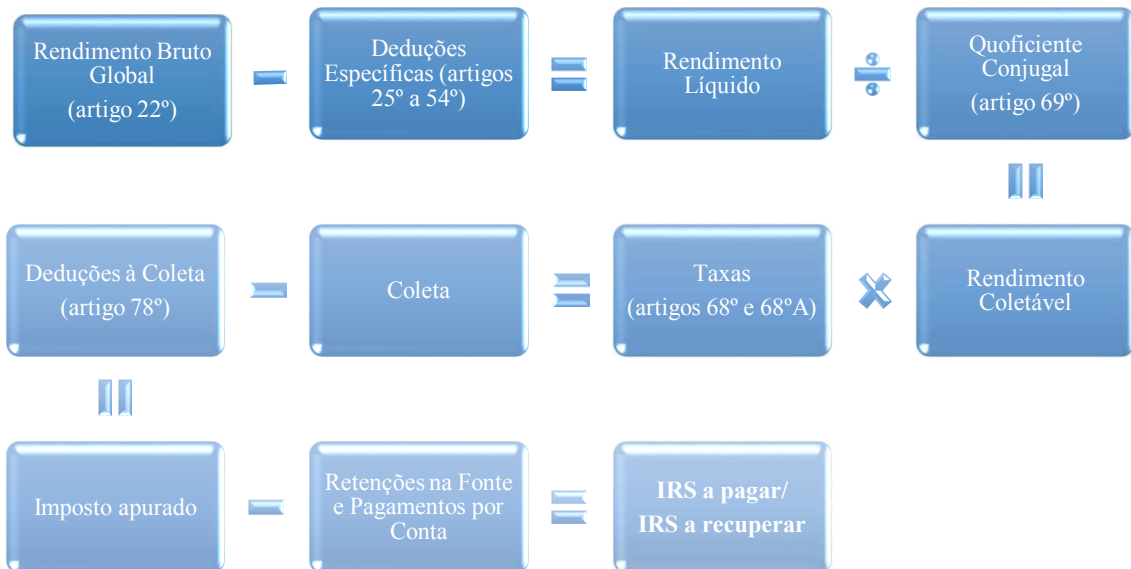 Rendimento Bruto
Global
(artigo 22º)
Deduções
Específicas (artigos
25º a 54º)
Rendimento
Líquido
Quoficiente
Conjugal
(artigo 69º)
Deduções à Coleta
(artigo 78º)
Coleta
Taxas
(artigos 68º e 68ºA)
Rendimento
Coletável
Imposto apurado
Retenções na Fonte
e Pagamentos por
Conta
IRS a pagar/
IRS a recuperar